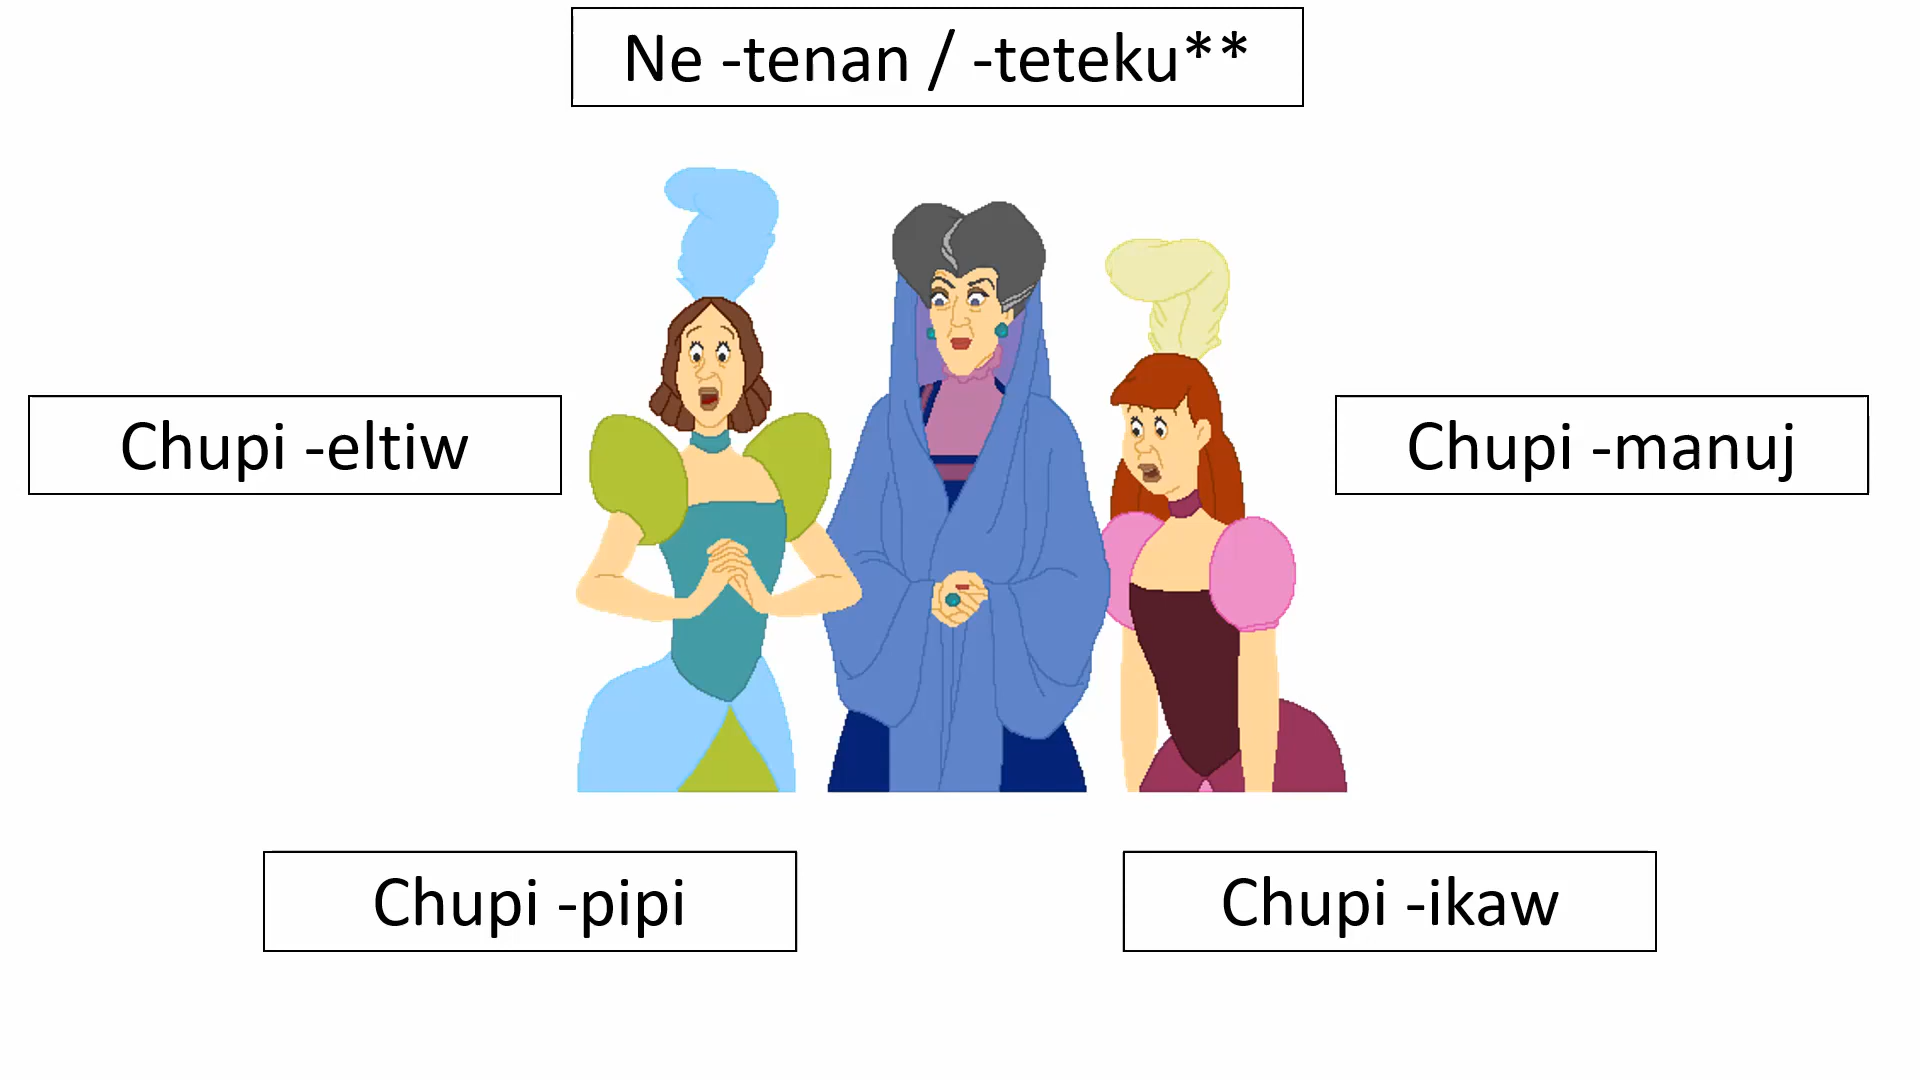 Ne -tenan / -teteku**
Chupi -eltiw
Chupi -manuj
Chupi -pipi
Chupi -ikaw